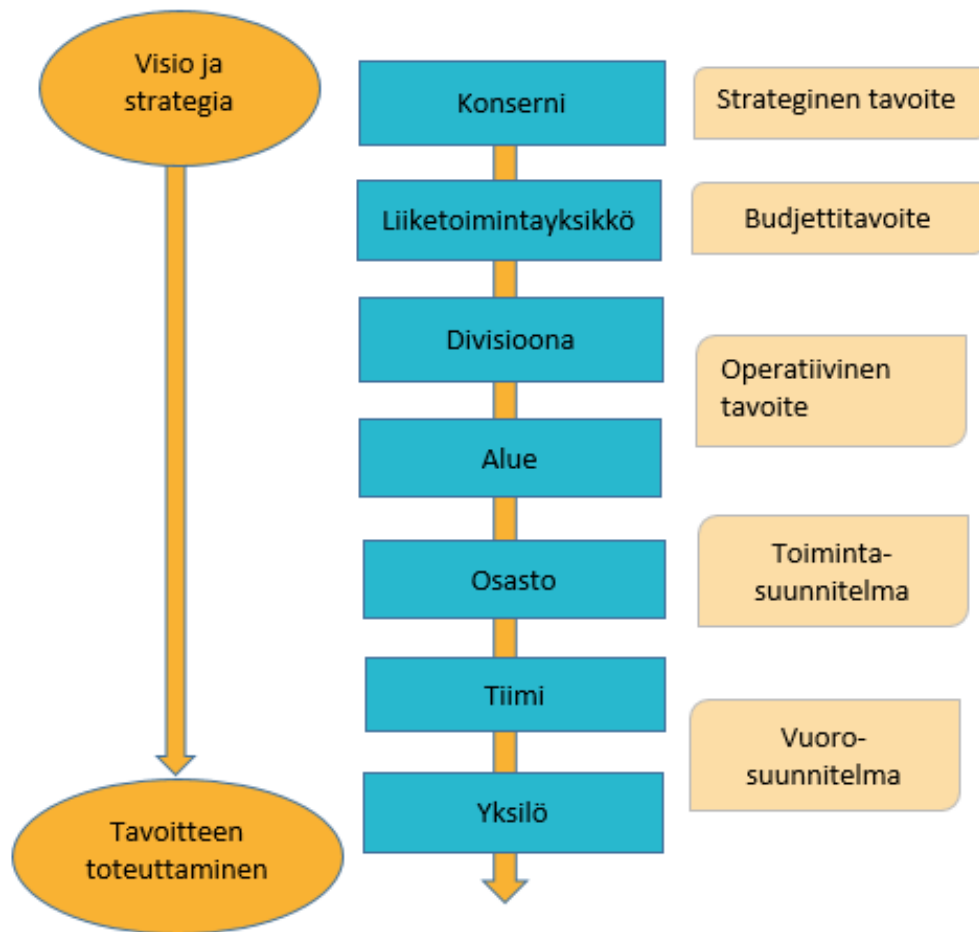 Visio ja
strategia
Konserni
Strateginen tavoite
Liiketoimintayksikkö
Budjettitavoite
Divisioona
Operatiivinen
tavoite
Alue
Toiminta-
suunnitelma
Osasto
Tiimi
Vuoro-
suunnitelma
Yksilö
Tavoitteen
toteuttaminen